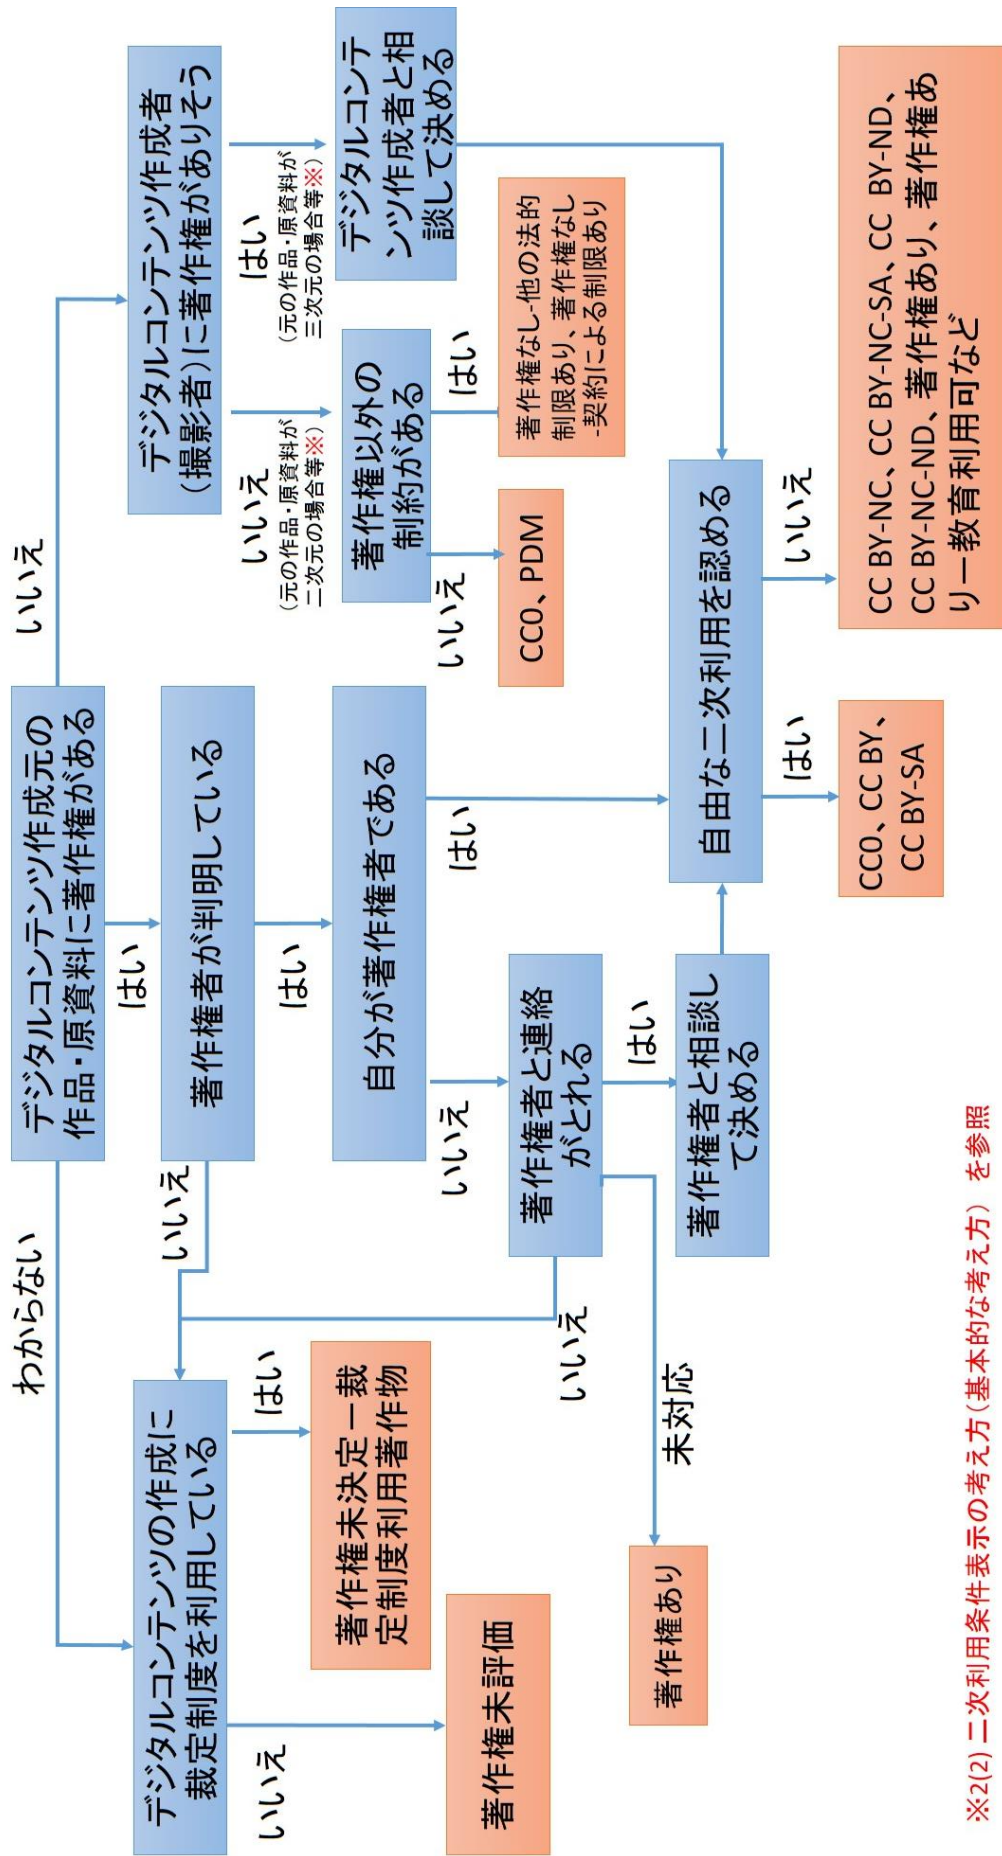 デジタルコンテンツ作成元の
作品・原資料に著作権がある
わからない
いいえ
はい
デジタルコンテンツの作成に
裁定制度を利用している
いいえ
はい
著作権未評価
著作権未決定ー裁
定制度利用著作物
著作権者が判明している
いいえ
はい
自分が著作権者である
いいえ
はい
著作権者と連絡
がとれる
いいえ
未対応
はい
著作権あり
著作権者と相談し
て決める
デジタルコンテンツ作成者
(撮影者)に著作権がありそう
いいえ
(元の作品・原資料が
二次元の場合等※)
はい
(元の作品・原資料が
三次元の場合等※)
著作権以外の
制約がある
いいえ
はい
CC0、PDM
著作権なし-他の法的
制限あり、著作権なし
-契約による制限あり
デジタルコンテ
ンツ作成者と相
談して決める
自由な二次利用を認める
はい
いいえ
CC0、CC BY、
CC BY-SA
CC BY-NC、CC BY-NC-SA、CC BY-ND、
CC BY-NC-ND、著作権あり、著作権あ
りー教育利用可など
※2(2) 二次利用条件表示の考え方(基本的な考え方) を参照